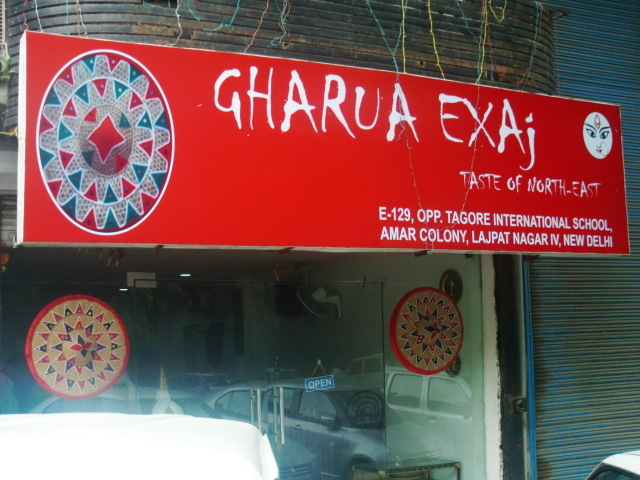 GHARUA EXAj
TASTE OF NORTH-EAST
E-129, OPP. TAGORE INTERNATIONAL SCHOOL,
AMAR COLONY, LAJPAT NAGAR IV, NEW DELHI
OPEN